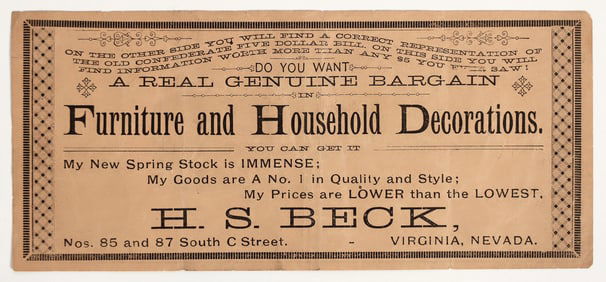 ON THE OTHER SIDE YOU WILL FIND A CORRECT REPRESENTATION OF
THE OLD CONFEDERATE FIVE DOLLAR BILL ON THIS SIDE YOU WILL
FIND INFORMATION WORTH MORE THAN ANY $5 YOU SAW!
DO YOU WANT
A REAL GENUINE BARGAIN
IN
Furniture and Household Decorations.
YOU CAN GET IT
My New Spring Stock is IMMENSE;
My Goods are A No. 1 in Quality and Style;
My Prices are LOWER than the LOWEST,
H. S. BECK,
Nos. 85 and 87 South C Street. - VIRGINIA, NEVADA.